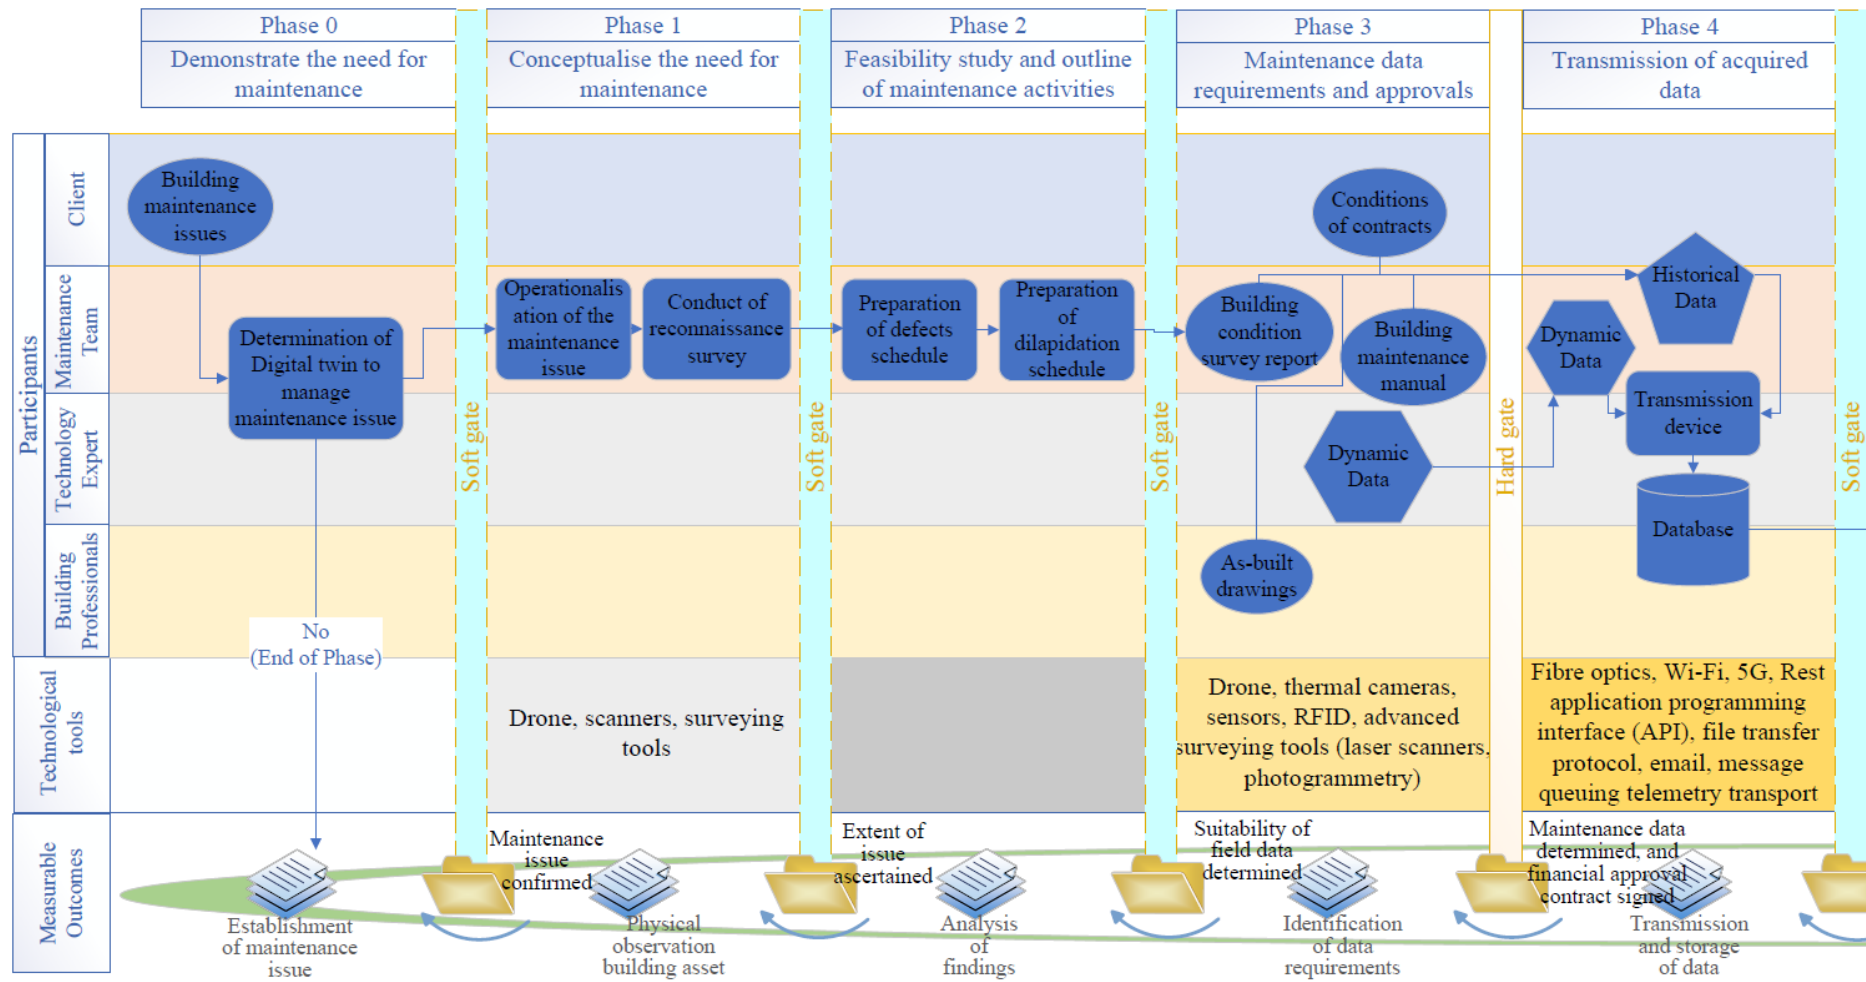 Phase 0
Demonstrate the need for
maintenance
Phase 1
Conceptualise the need for
maintenance
Phase 2
Feasibility study and outline
of maintenance activities
Phase 3
Maintenance data
requirements and approvals
Phase 4
Transmission of acquired
data
Participants
Client
Building
maintenance
issues
Conditions
of contracts
Maintenance
Team
Determination of
Digital twin to
manage
maintenance issue
Operationalis
ation of the
maintenance
issue
Conduct of
reconnaissance
survey
Preparation
of defects
schedule
Preparation
of
dilapidation
schedule
Building
condition
survey report
Building
maintenance
manual
Historical
Data
Dynamic
Data
Transmission
device
Technology
Expert
Dynamic
Data
Database
Soft gate
Soft gate
Soft gate
Hard gate
Soft gate
Building
Professionals
As-built
drawings
No
(End of Phase)
Technological
tools
Drone, scanners, surveying
tools
Drone, thermal cameras,
sensors, RFID, advanced
surveying tools (laser scanners,
photogrammetry)
Fibre optics, Wi-Fi, 5G, Rest
application programming
interface (API), file transfer
protocol, email, message
queuing telemetry transport
Measurable
Outcomes
Establishment
of maintenance
issue
Maintenance
issue
confirmed
Physical
observation
building asset
Extent of
issue
ascertained
Analysis
of
findings
Suitability of
field data
determined
Identification
of data
requirements
Maintenance data
determined, and
financial approval
contract signed
Transmission
and storage
of data